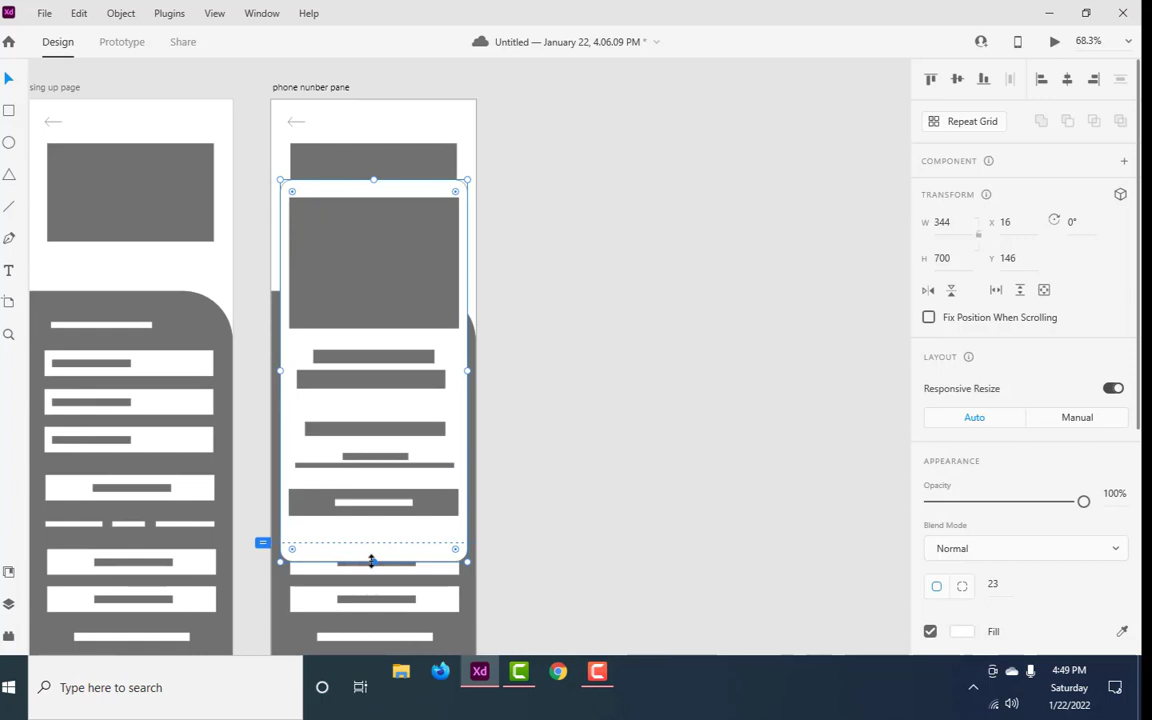 Xd File Edit Object Plugins View Window Help
Design Prototype Share Untitled — January 22, 4.06.09 PM * 68.3%
sing up page phone nunber pane
T
Repeat Grid
COMPONENT
TRANSFORM
W 344 X 16 0°
H 700 Y 146
Fix Position When Scrolling
LAYOUT
Responsive Resize
Auto Manual
APPEARANCE
Opacity
100%
Blend Mode
Normal
23
Fill
Type here to search
Xd
C
C
4:49 PM
Saturday
1/22/2022